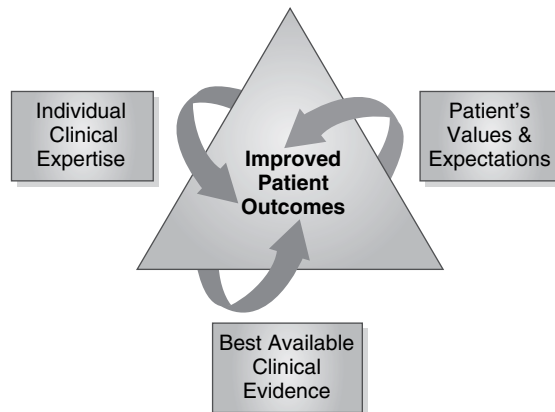 Individual
Clinical
Expertise
Patient's
Values &
Expectations
Improved
Patient
Outcomes
Best Available
Clinical
Evidence